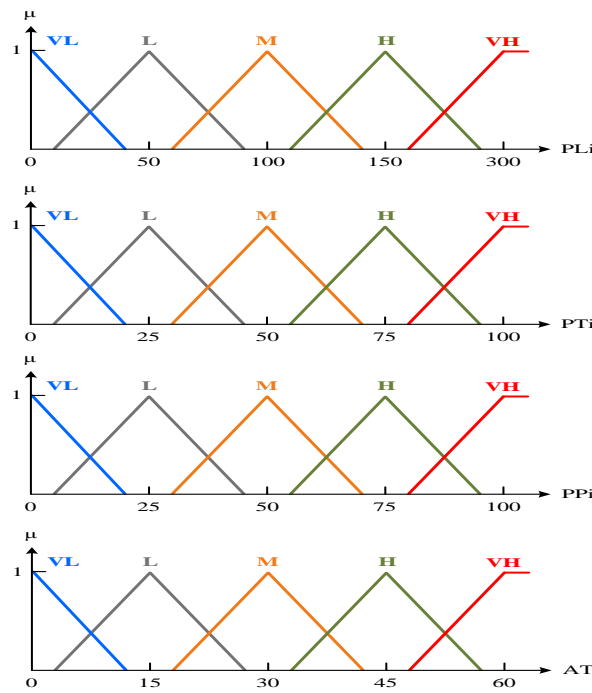 μ
VL L M H VH
1
0 50 100 150 300 PLi
μ
VL L M H VH
1
0 25 50 75 100 PTi
μ
VL L M H VH
1
0 25 50 75 100 PPi
μ
VL L M H VH
1
0 15 30 45 60 AT